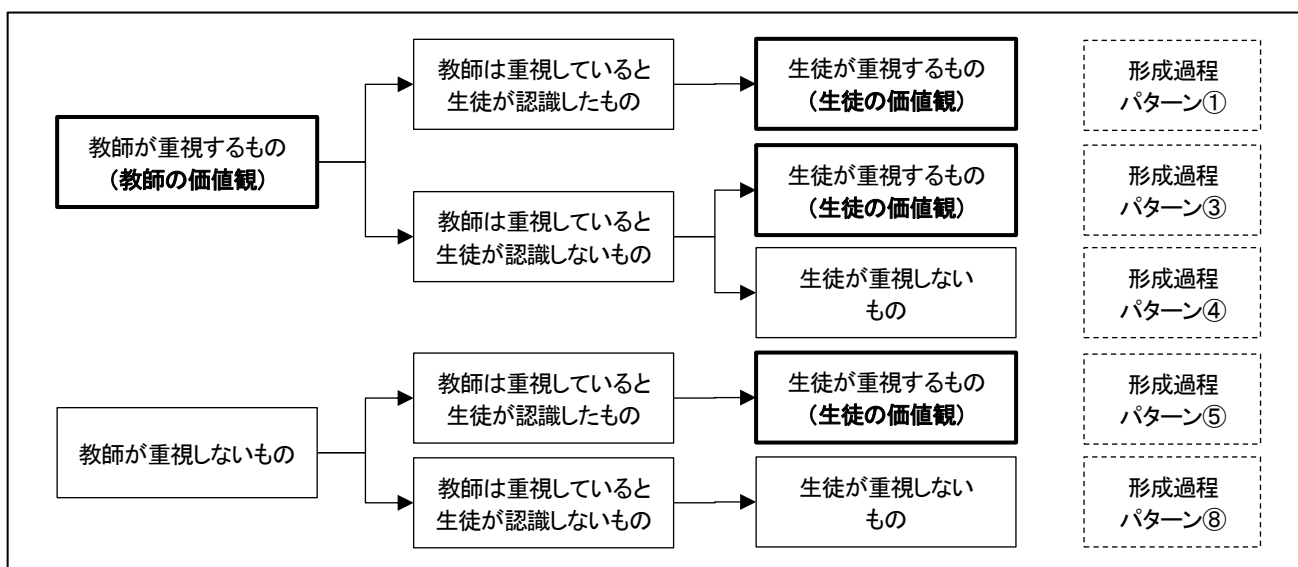 教師は重視していると
生徒が認識したもの
生徒が重視するもの
(生徒の価値観)
形成過程
パターン①
教師が重視するもの
(教師の価値観)
教師は重視していると
生徒が認識しないもの
生徒が重視するもの
(生徒の価値観)
形成過程
パターン③
生徒が重視しない
もの
形成過程
パターン④
教師が重視しないもの
教師は重視していると
生徒が認識したもの
生徒が重視するもの
(生徒の価値観)
形成過程
パターン⑤
教師は重視していると
生徒が認識しないもの
生徒が重視しない
もの
形成過程
パターン⑧